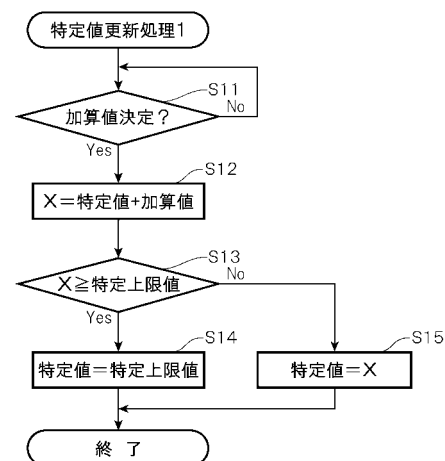 特定値更新処理1
S11
加算値決定?
No
Yes
S12
X=特定値+加算値
S13
X≧特定上限値
No
Yes
S14
特定値=特定上限値
S15
特定値=X
終 了